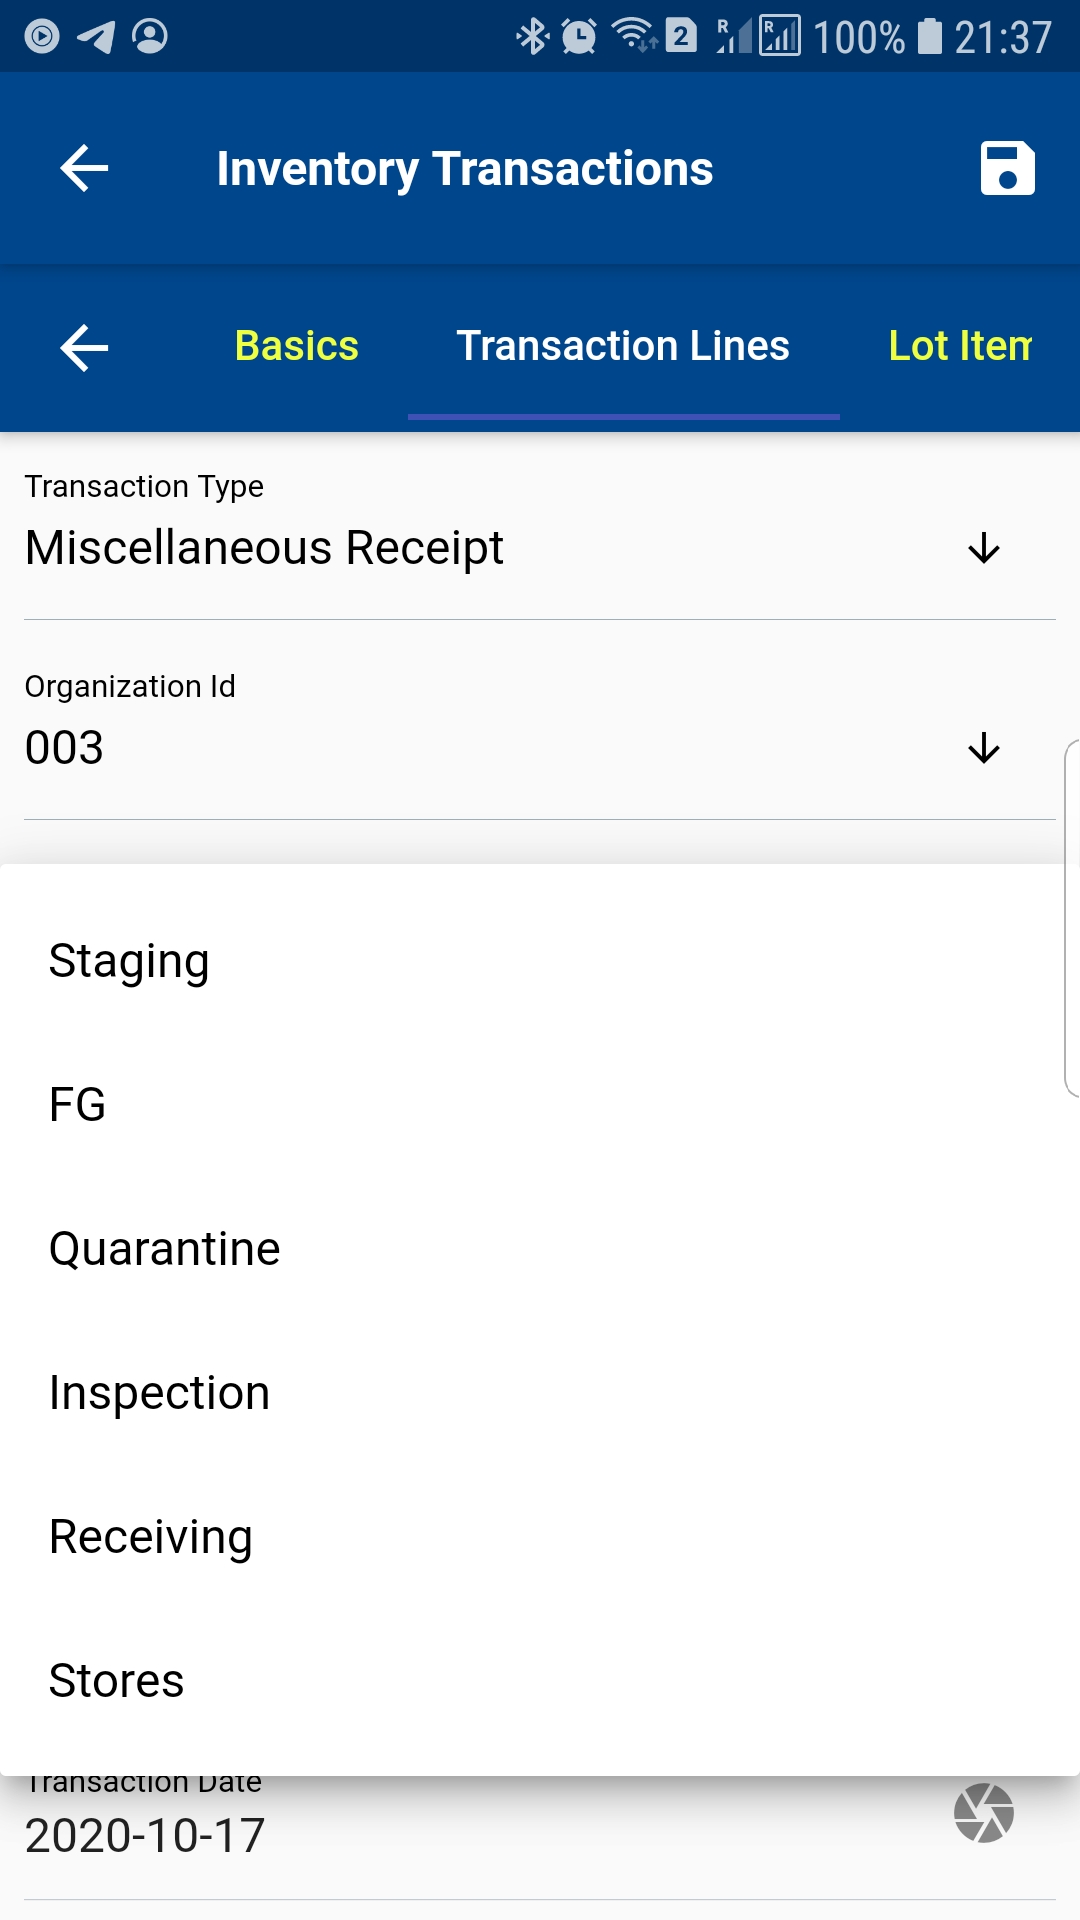 2 R R 100% 21:37
Inventory Transactions
Basics Transaction Lines Lot Item
Transaction Type
Miscellaneous Receipt
Organization Id
003
Staging
FG
Quarantine
Inspection
Receiving
Stores
Transaction Date
2020-10-17